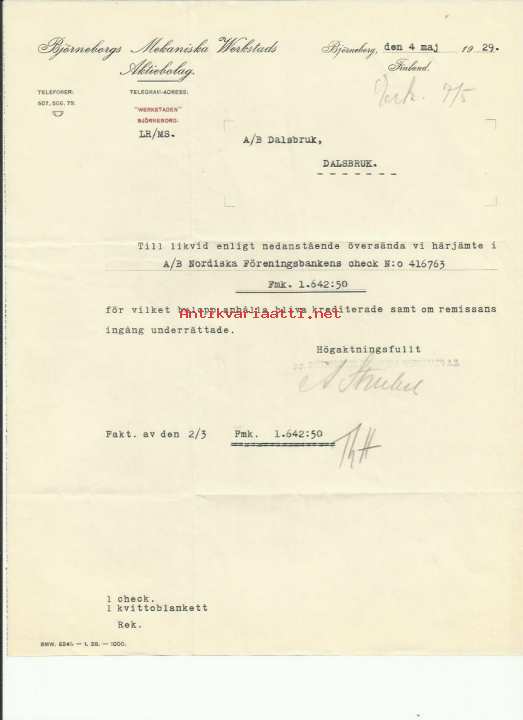 Björneborgs Mekaniska Werkstads
Aktiebolag.
Björneborg, den 4 maj 1929.
Finland.
TELEFONER:
507, 506, 75.
TELEGRAM-ADRESS:
"WERKSTADEN"
BJÖRNEBORG.
LR/MS.
7/5
A/B Dalsbruk,
DALSBRUK.
Till likvid enligt nedanstående översända vi härjämte i
A/B Nordiska Föreningsbankens check N:o 416763
Fmk. 1.642:50
Antikvariaatti.net
för vilket belopp anhålla bliva krediterade samt om remissans
ingång underrättade.
Högaktningsfullt
Fakt. av den 2/3 Fmk. 1.642:50
1 check.
1 kvittoblankett
Rek.